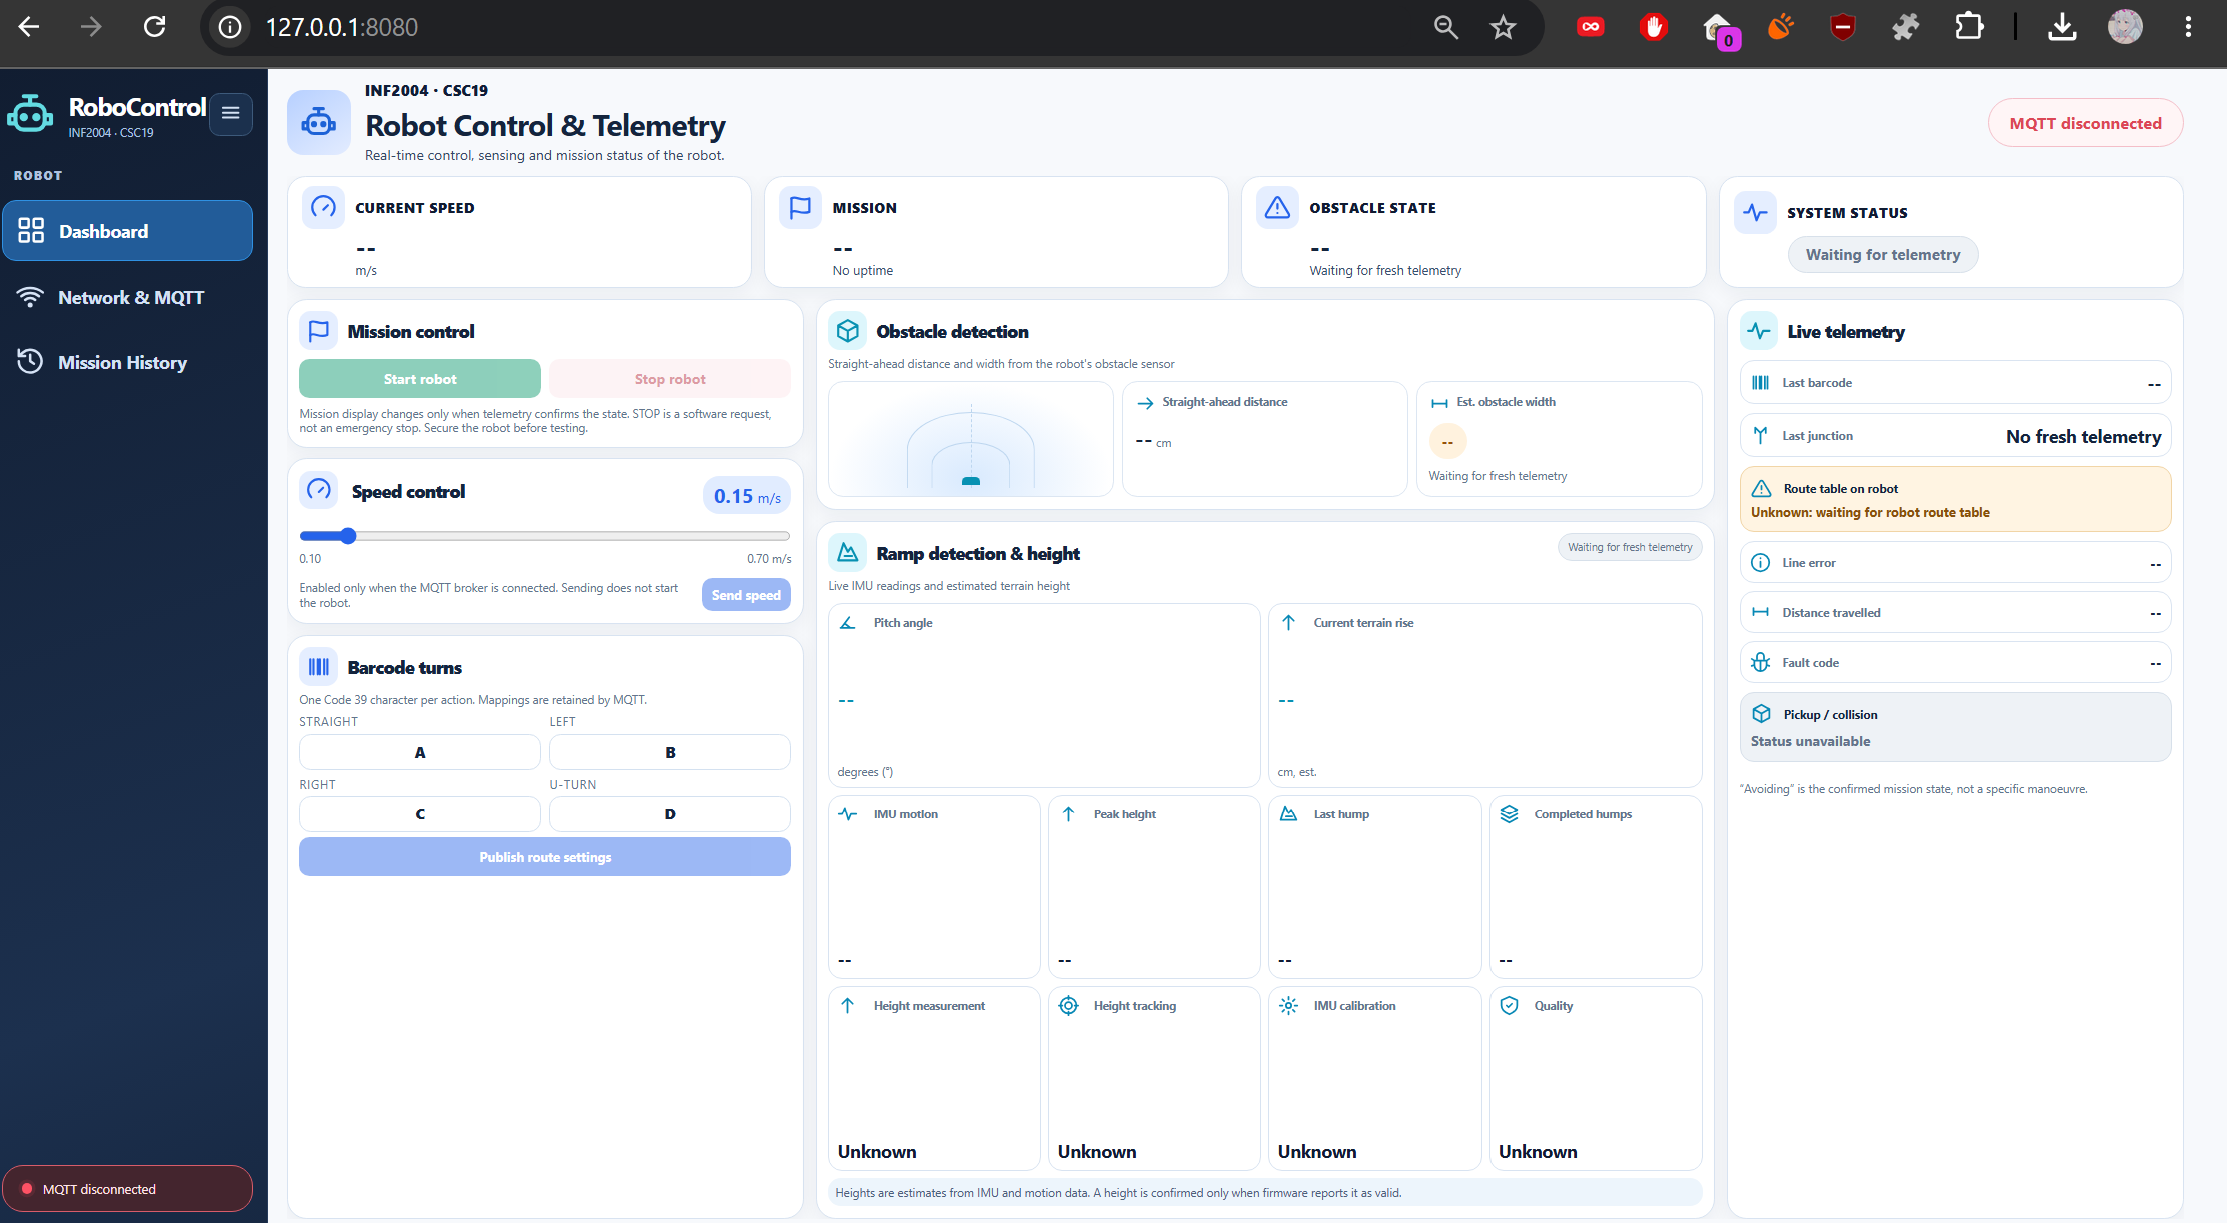 127.0.0.1:8080
0
RoboControl
INF2004 · CSC19
ROBOT
Dashboard
Network & MQTT
Mission History
MQTT disconnected
INF2004 · CSC19
Robot Control & Telemetry
Real-time control, sensing and mission status of the robot.
MQTT disconnected
CURRENT SPEED
--
m/s
MISSION
--
No uptime
OBSTACLE STATE
--
Waiting for fresh telemetry
SYSTEM STATUS
Waiting for telemetry
Mission control
Start robot
Stop robot
Mission display changes only when telemetry confirms the state. STOP is a software request,
not an emergency stop. Secure the robot before testing.
Speed control
0.15 m/s
0.10
0.70 m/s
Enabled only when the MQTT broker is connected. Sending does not start
the robot.
Send speed
Barcode turns
One Code 39 character per action. Mappings are retained by MQTT.
STRAIGHT
LEFT
A
B
RIGHT
U-TURN
C
D
Publish route settings
Obstacle detection
Straight-ahead distance and width from the robot's obstacle sensor
Straight-ahead distance
-- cm
Est. obstacle width
--
Waiting for fresh telemetry
Ramp detection & height
Waiting for fresh telemetry
Live IMU readings and estimated terrain height
Pitch angle
--
degrees (°)
Current terrain rise
--
cm, est.
IMU motion
--
Peak height
--
Last hump
--
Completed humps
--
Height measurement
Unknown
Height tracking
Unknown
IMU calibration
Unknown
Quality
Unknown
Heights are estimates from IMU and motion data. A height is confirmed only when firmware reports it as valid.
Live telemetry
Last barcode
--
Last junction
No fresh telemetry
Route table on robot
Unknown: waiting for robot route table
Line error
--
Distance travelled
--
Fault code
--
Pickup / collision
Status unavailable
“Avoiding” is the confirmed mission state, not a specific manoeuvre.